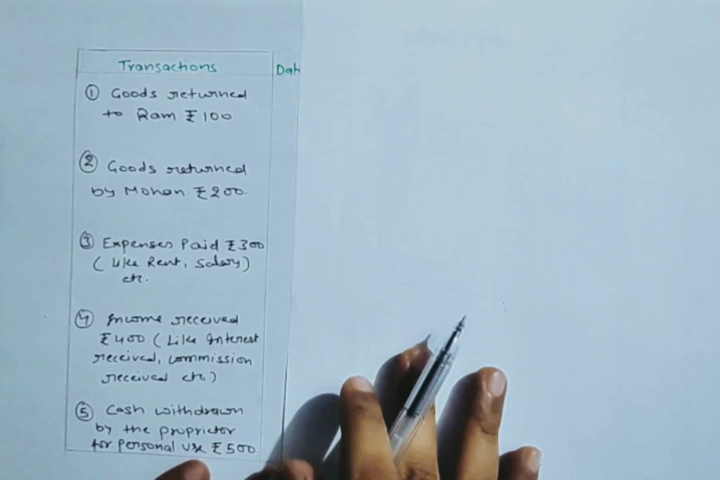 Transactions
Dat
① Goods returned
to Ram ₹100
② Goods returned
by Mohan ₹200.
③ Expenses Paid ₹300
(Like Rent, Salary)
etc.
④ Income received
₹400 (Like Interest
received, commission
received etc)
⑤ Cash withdrawn
by the proprietor
for personal use ₹500.